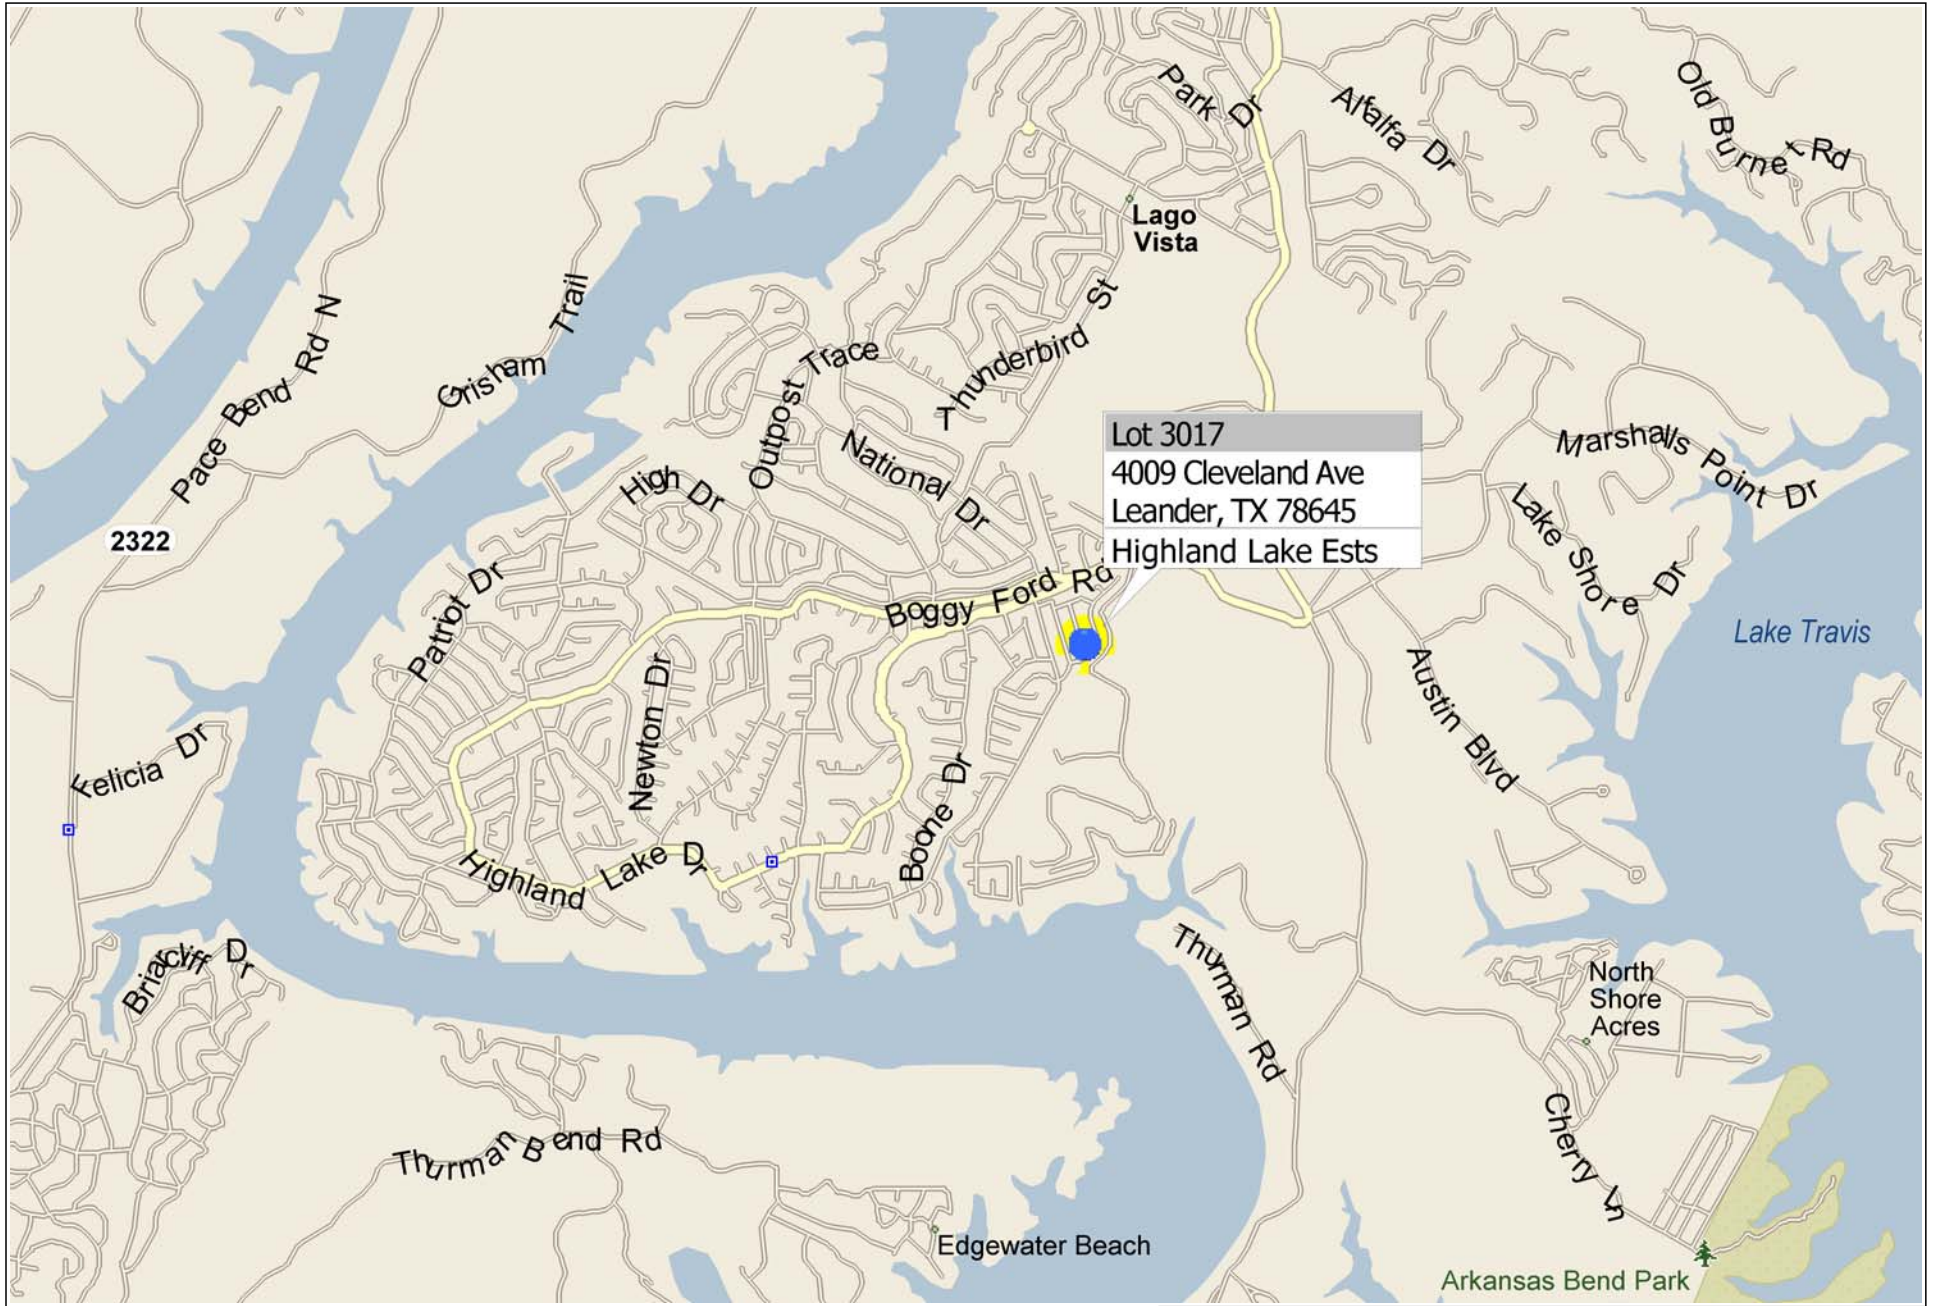 Park Dr
Alfalfa Dr
Old Burnet Rd
Lago
Vista
Pace Bend Rd N
Grisham Trail
Outpost Trace
Thunderbird St
National Dr
High Dr
Lot 3017
4009 Cleveland Ave
Leander, TX 78645
Highland Lake Ests
Marshalls Point Dr
Lake Shore Dr
2322
Patriot Dr
Boggy Ford Rd
Lake Travis
Newton Dr
Austin Blvd
Felicia Dr
Boone Dr
Highland Lake Dr
Briarcliff Dr
Thurman Rd
North
Shore
Acres
Thurman Bend Rd
Cherry Ln
Edgewater Beach
Arkansas Bend Park